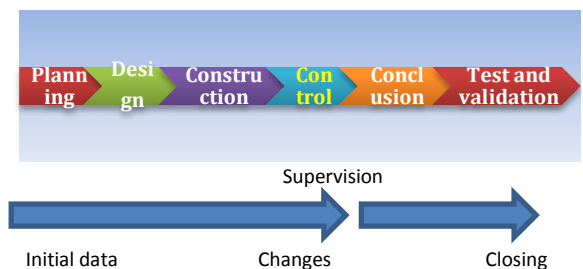 Plann
ing
Desi
gn
Constru
ction
Con
trol
Concl
usion
Test and
validation
Supervision
Initial data
Changes
Closing